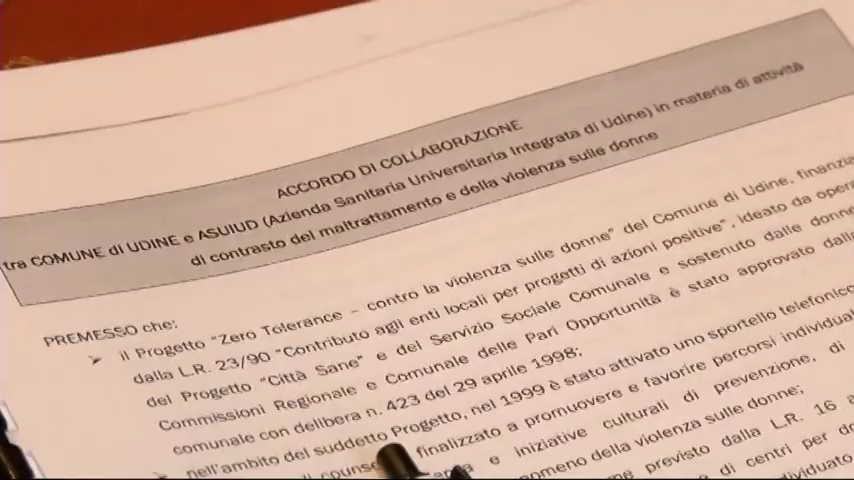 ACCORDO DI COLLABORAZIONE
tra COMUNE di UDINE e ASUIUD (Azienda Sanitaria Universitaria Integrata di Udine) in materia di attività
di contrasto del maltrattamento e della violenza sulle donne
PREMESSO che:
➢ il Progetto "Zero Tolerance – contro la violenza sulle donne" del Comune di Udine, finanzia
dalla L.R. 23/90 "Contributo agli enti locali per progetti di azioni positive", ideato da opera
del Progetto "Città Sane" e del Servizio Sociale Comunale e sostenuto dalle donne
Commissioni Regionale e Comunale delle Pari Opportunità è stato approvato dalla
comunale con delibera n. 423 del 29 aprile 1998;
nell'ambito del suddetto Progetto, nel 1999 è stato attivato uno sportello telefonico
finalizzato a promuovere e favorire percorsi individual
e iniziative culturali di prevenzione, di
della violenza sulle donne;
previsto dalla L.R. 16
di centri per